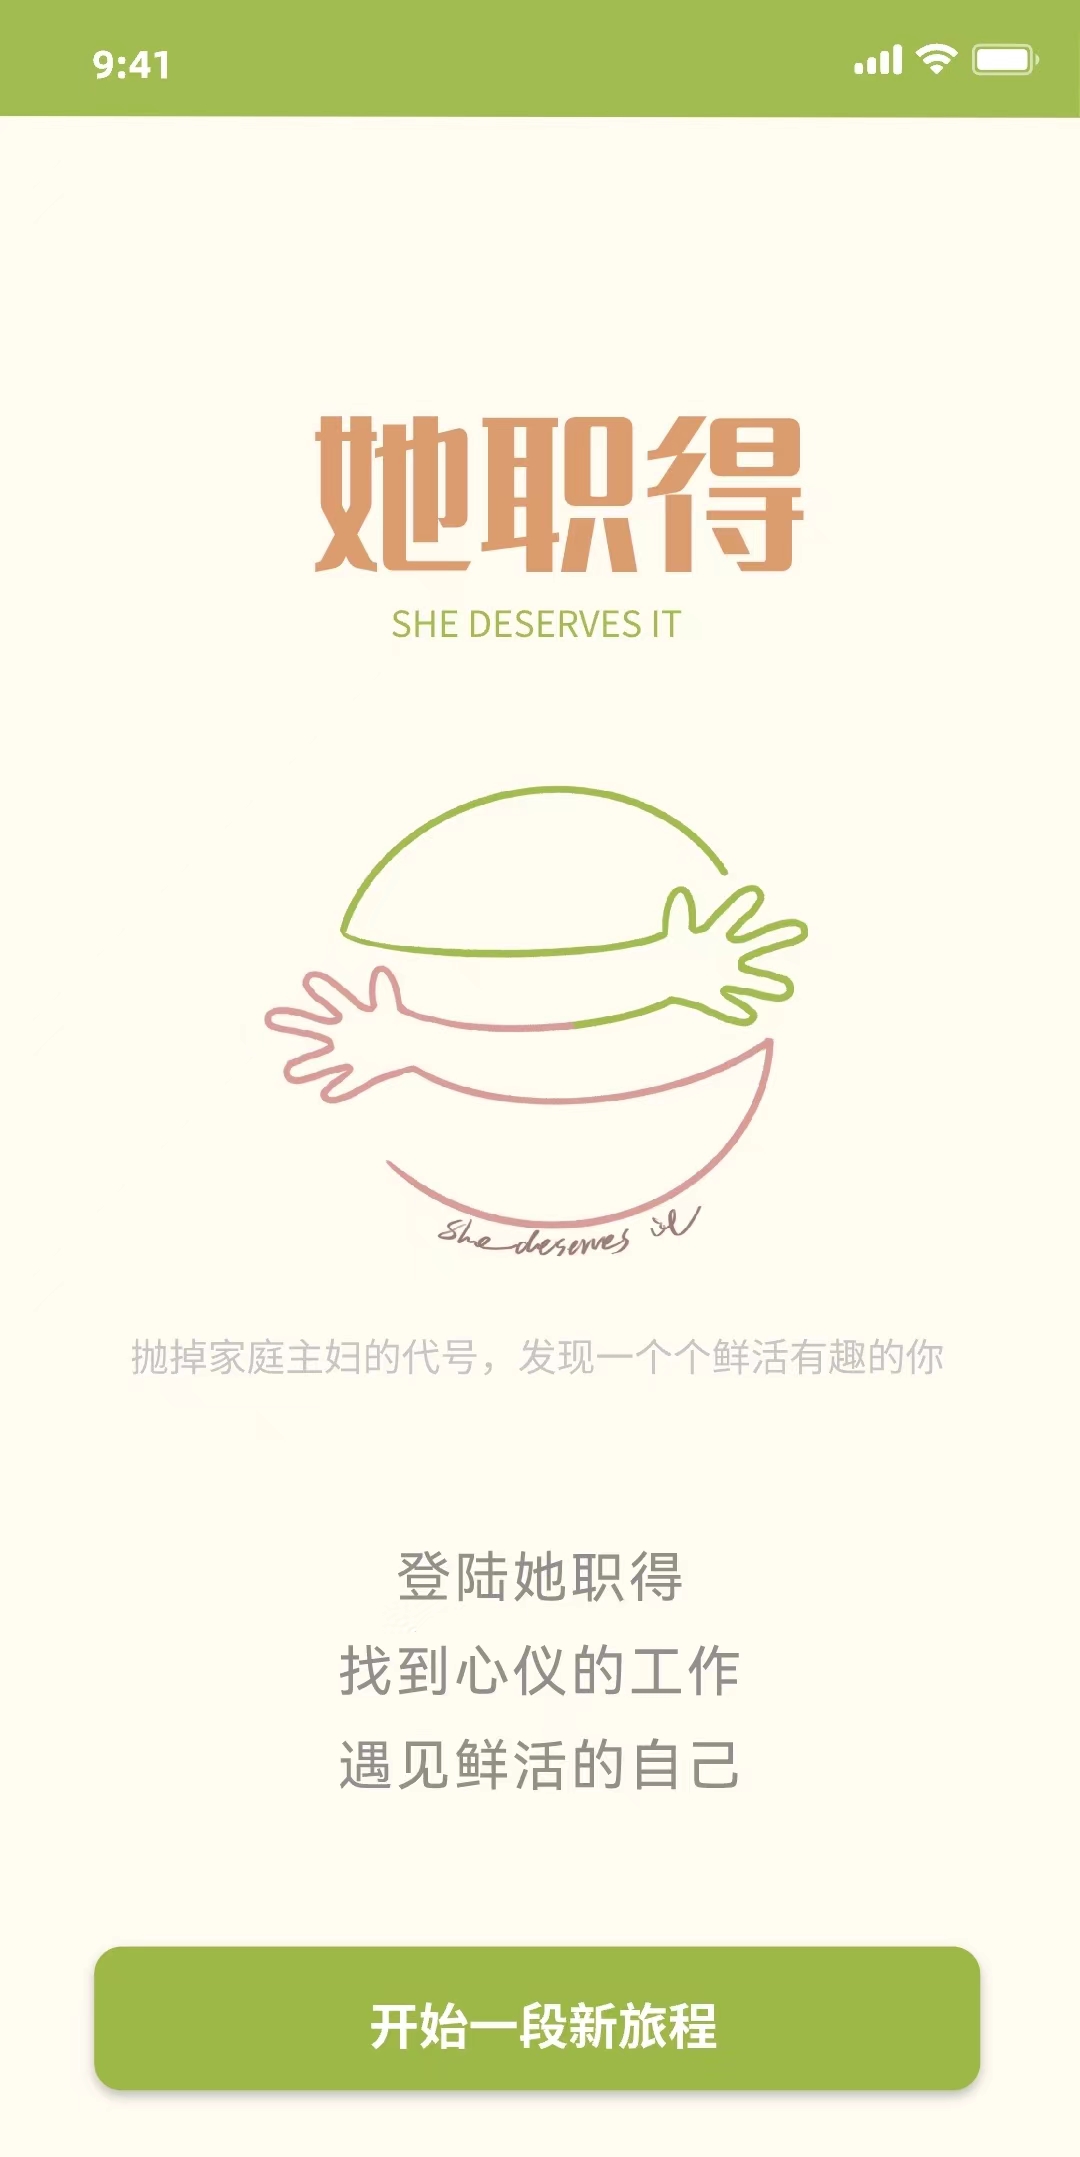 9:41
她职得
SHE DESERVES IT
She deserves it
抛掉家庭主妇的代号，发现一个个鲜活有趣的你
登陆她职得
找到心仪的工作
遇见鲜活的自己
开始一段新旅程